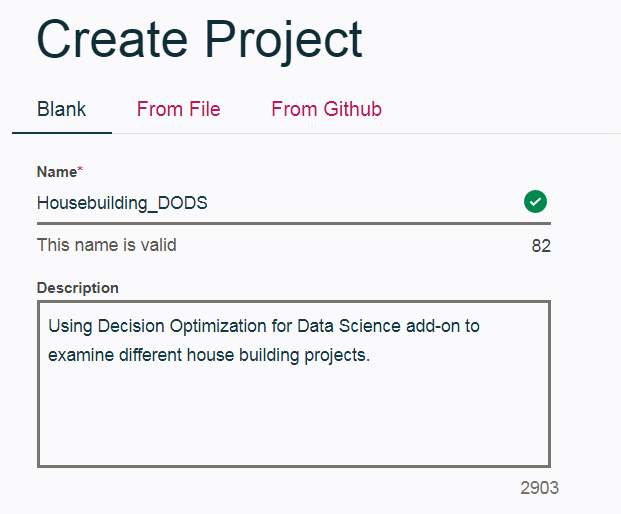 Create Project
Blank From File From Github
Name*
Housebuilding_DODS
This name is valid 82
Description
Using Decision Optimization for Data Science add-on to
examine different house building projects.
2903